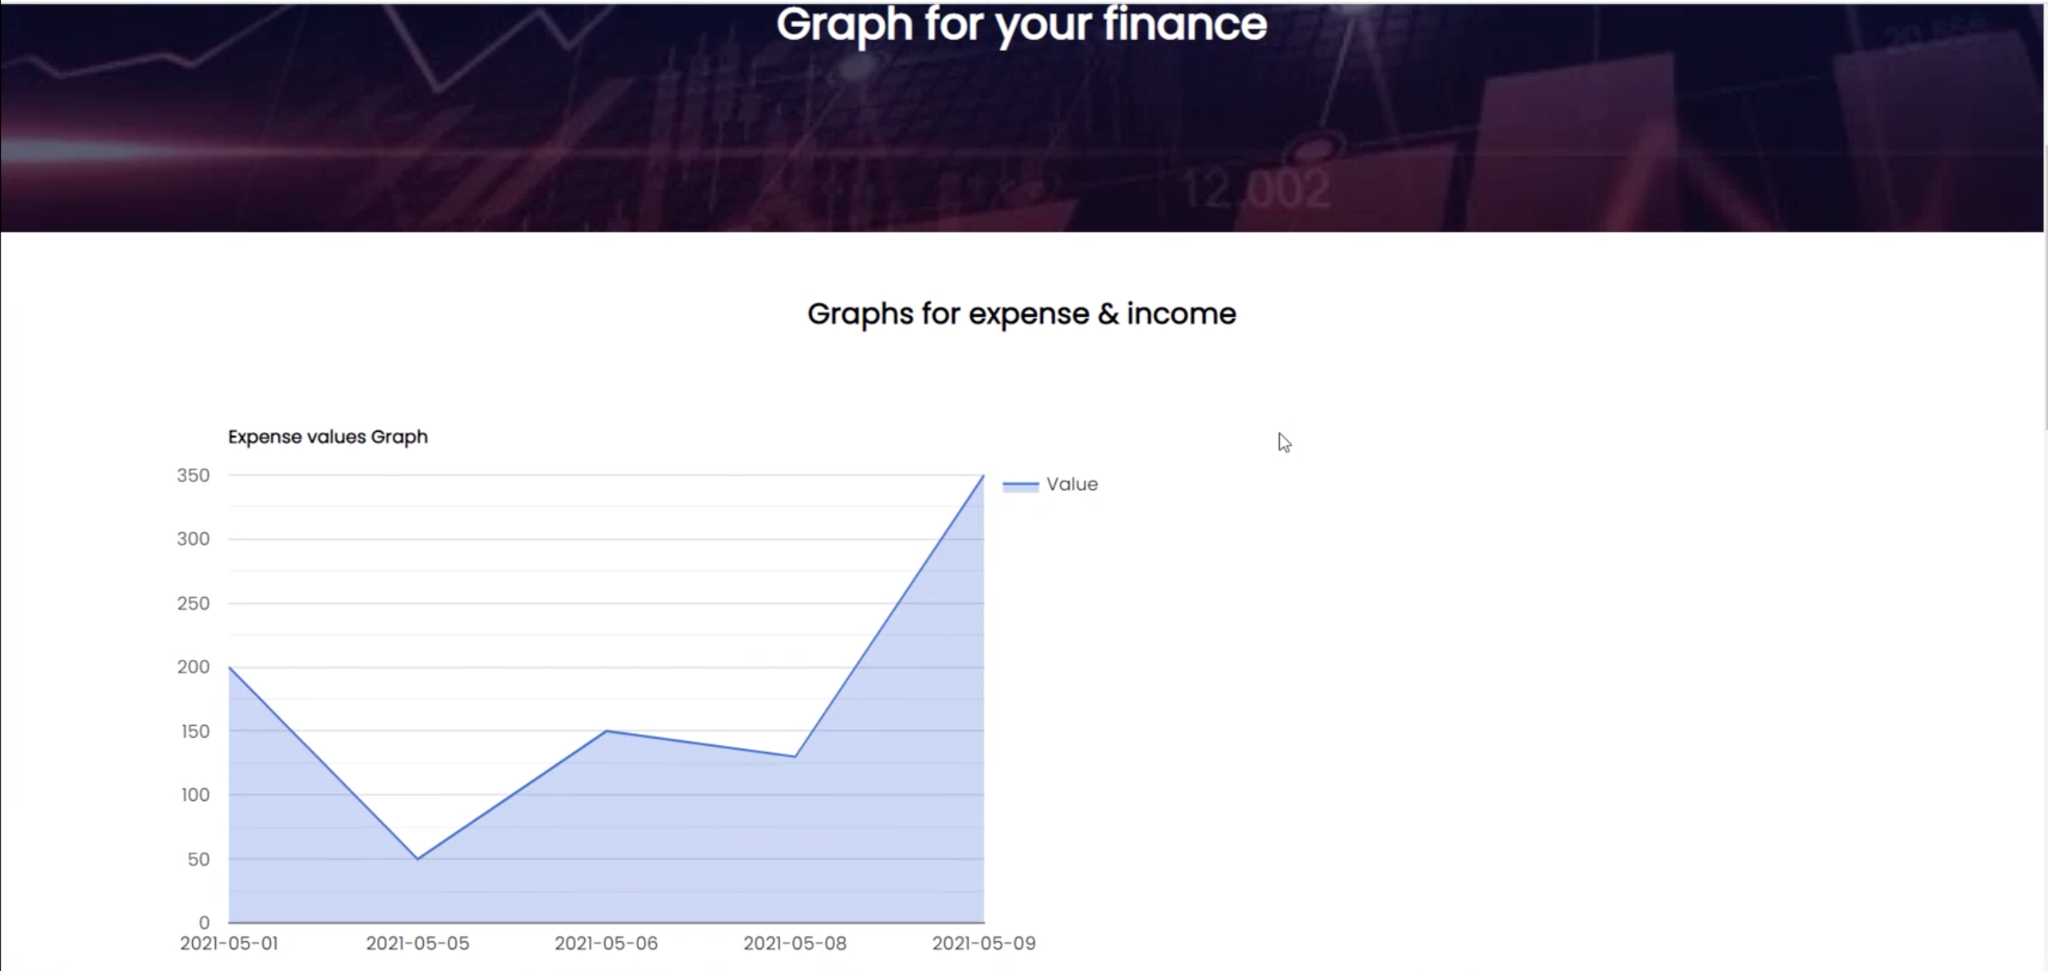 Graph for your finance
12.002
Graphs for expense & income
Expense values Graph
Value
350
300
250
200
150
100
50
0
2021-05-01 2021-05-05 2021-05-06 2021-05-08 2021-05-09